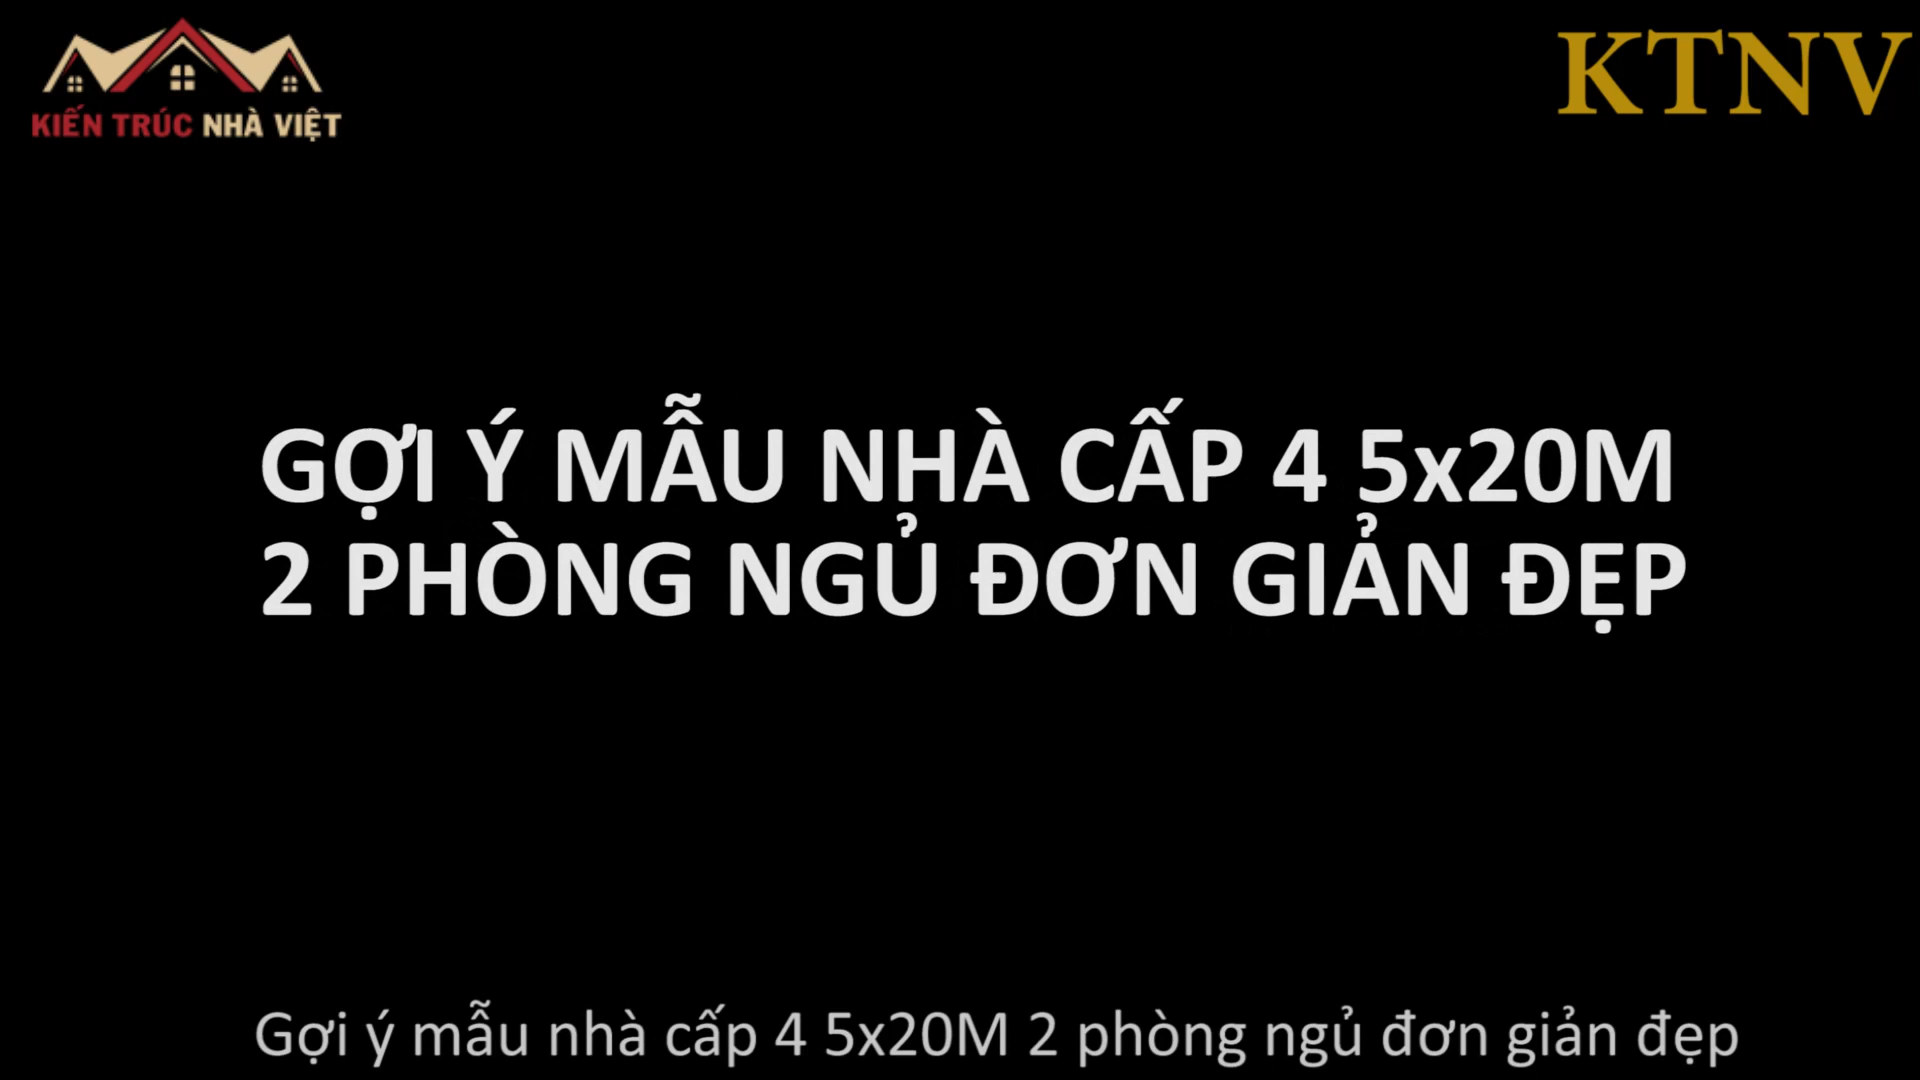 KIẾN TRÚC NHÀ VIỆT
KTNV
GỢI Ý MẪU NHÀ CẤP 4 5x20M
2 PHÒNG NGỦ ĐƠN GIẢN ĐẸP
Gợi ý mẫu nhà cấp 4 5x20M 2 phòng ngủ đơn giản đẹp